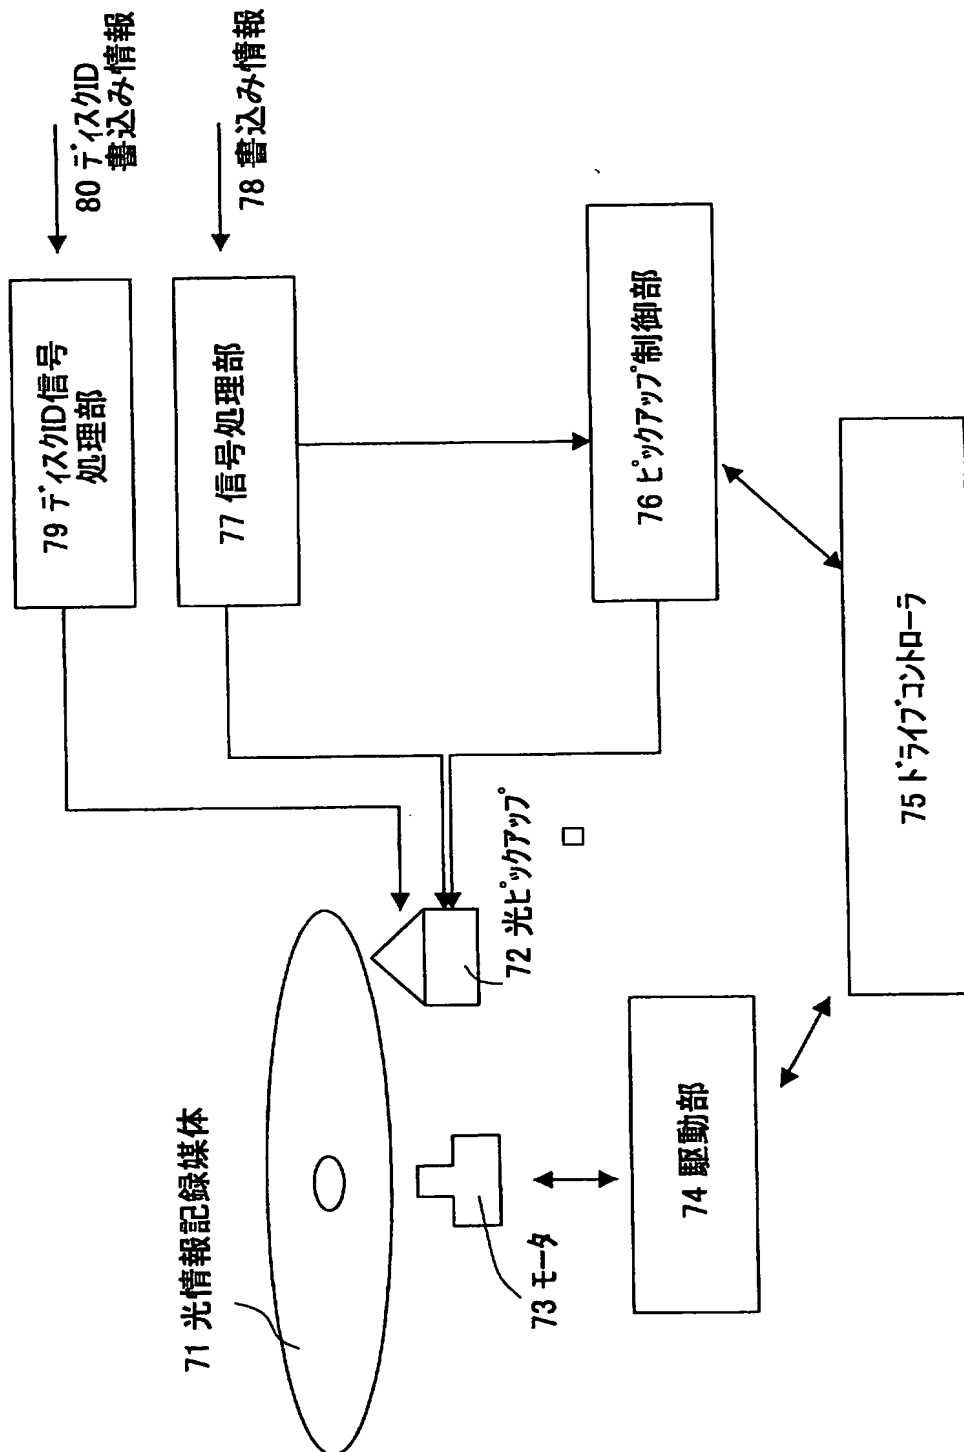 80 ディスクID
書込み情報
78 書込み情報
79 ディスクID信号
処理部
77 信号処理部
76 ピックアップ制御部
75 ドライブコントローラ
72 光ピックアップ
71 光情報記録媒体
73 モータ
74 駆動部